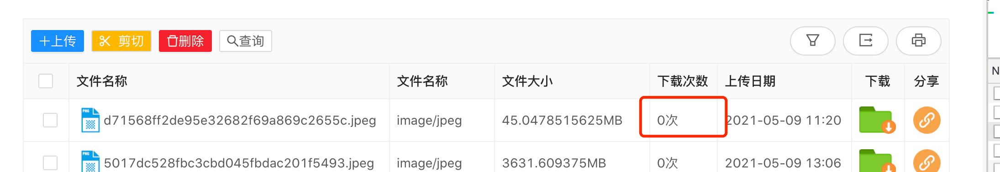 上传 剪切 删除 查询
文件名称 文件名称 文件大小 下载次数 上传日期 下载 分享
PNG d71568ff2de95e32682f69a869c2655c.jpeg image/jpeg 45.0478515625MB 0次 2021-05-09 11:20
PNG 5017dc528fbc3cbd045fbdac201f5493.jpeg image/jpeg 3631.609375MB 0次 2021-05-09 13:06